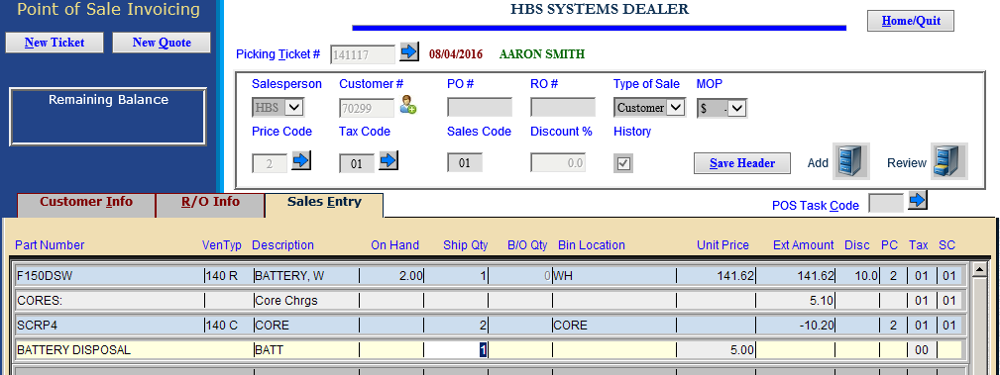 Point of Sale Invoicing
HBS SYSTEMS DEALER
Home/Quit
New Ticket New Quote
Picking Ticket # 141117 08/04/2016 AARON SMITH
Remaining Balance
Salesperson Customer # PO # RO # Type of Sale MOP
HBS 70299 Customer $ .
Price Code Tax Code Sales Code Discount % History
2 01 01 0.0 Save Header Add Review
Customer Info R/O Info Sales Entry
POS Task Code
Part Number VenTyp Description On Hand Ship Qty B/O Qty Bin Location Unit Price Ext Amount Disc PC Tax SC
F150DSW 140 R BATTERY, W 2.00 1 0 WH 141.62 141.62 10.0 2 01 01
CORES: Core Chrgs 5.10 01 01
SCRP4 140 C CORE 2 CORE -10.20 2 01 01
BATTERY DISPOSAL BATT 1 5.00 00